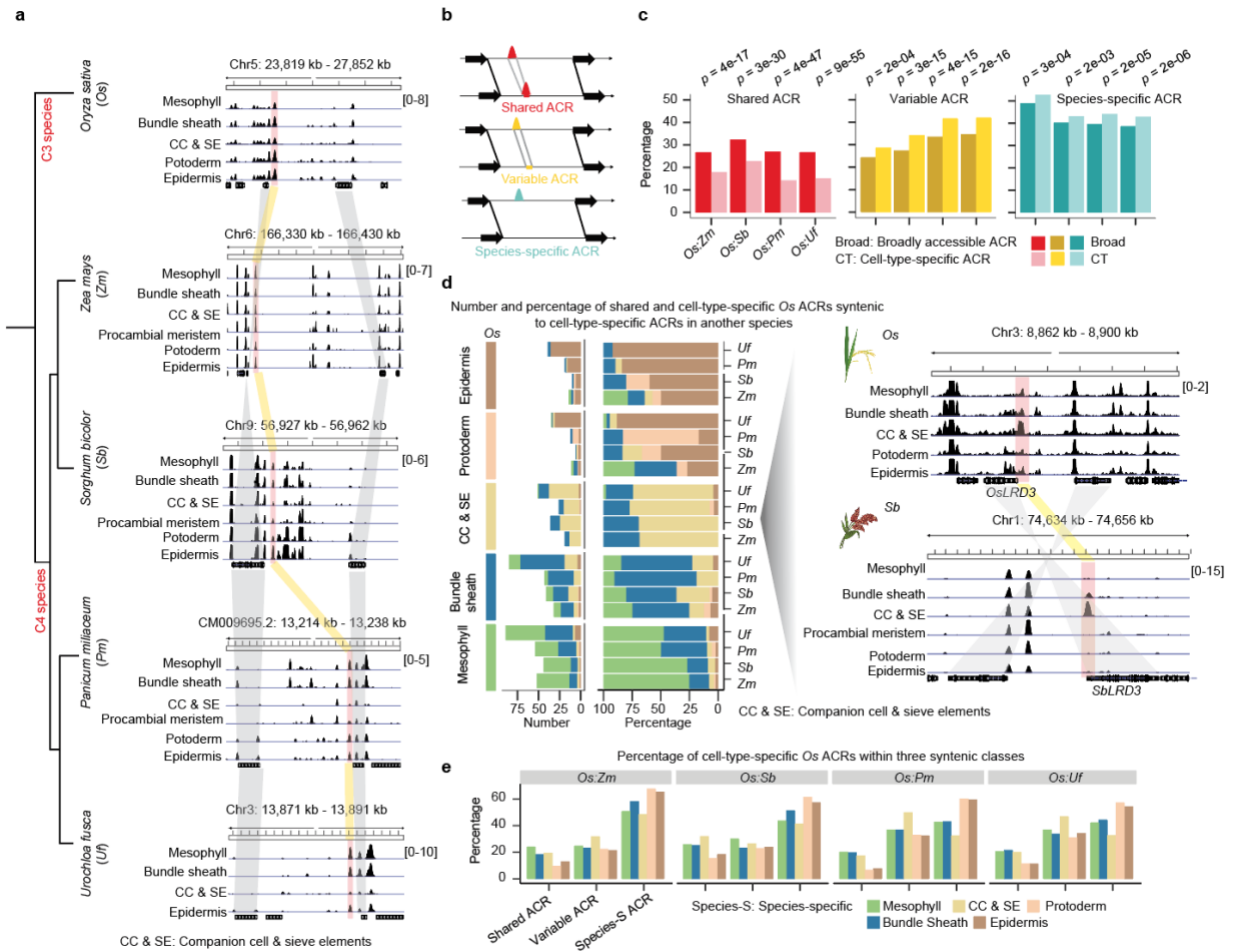 a
C3 species
C4 species
Oryza sativa
(Os)
Chr5: 23,819 kb - 27,852 kb
[0-8]
Mesophyll
Bundle sheath
CC & SE
Potoderm
Epidermis
Zea mays
(Zm)
Chr6: 166,330 kb - 166,430 kb
[0-7]
Mesophyll
Bundle sheath
CC & SE
Procambial meristem
Potoderm
Epidermis
Sorghum bicolor
(Sb)
Chr9: 56,927 kb - 56,962 kb
[0-6]
Mesophyll
Bundle sheath
CC & SE
Procambial meristem
Potoderm
Epidermis
Panicum miliaceum
(Pm)
CM009695.2: 13,214 kb - 13,238 kb
[0-5]
Mesophyll
Bundle sheath
CC & SE
Procambial meristem
Potoderm
Epidermis
Urochloa fusca
(Uf)
Chr3: 13,871 kb - 13,891 kb
[0-10]
Mesophyll
Bundle sheath
CC & SE
Epidermis
CC & SE: Companion cell & sieve elements
b
Shared ACR
Variable ACR
Species-specific ACR
c
p = 4e-17
p = 3e-30
p = 4e-47
p = 9e-55
p = 2e-04
p = 3e-15
p = 4e-15
p = 2e-16
p = 3e-04
p = 2e-03
p = 2e-05
p = 2e-06
Shared ACR
Variable ACR
Species-specific ACR
Percentage
50
40
30
20
10
0
Os:Zm
Os:Sb
Os:Pm
Os:Uf
Broad: Broadly accessible ACR
CT: Cell-type-specific ACR
Broad
CT
d
Number and percentage of shared and cell-type-specific Os ACRs syntenic
to cell-type-specific ACRs in another species
Os
Epidermis
Uf
Pm
Sb
Zm
Protoderm
Uf
Pm
Sb
Zm
CC & SE
Uf
Pm
Sb
Zm
Bundle
sheath
Uf
Pm
Sb
Zm
Mesophyll
Uf
Pm
Sb
Zm
75 50 25 0
Number
100 75 50 25 0
Percentage
CC & SE: Companion cell & sieve elements
Os
Chr3: 8,862 kb - 8,900 kb
[0-2]
Mesophyll
Bundle sheath
CC & SE
Potoderm
Epidermis
OsLRD3
Sb
Chr1: 74,634 kb - 74,656 kb
[0-15]
Mesophyll
Bundle sheath
CC & SE
Procambial meristem
Potoderm
Epidermis
SbLRD3
e
Percentage of cell-type-specific Os ACRs within three syntenic classes
Os:Zm
Os:Sb
Os:Pm
Os:Uf
Percentage
60
40
20
0
Shared ACR
Variable ACR
Species-S ACR
Species-S: Species-specific
Mesophyll
CC & SE
Protoderm
Bundle Sheath
Epidermis